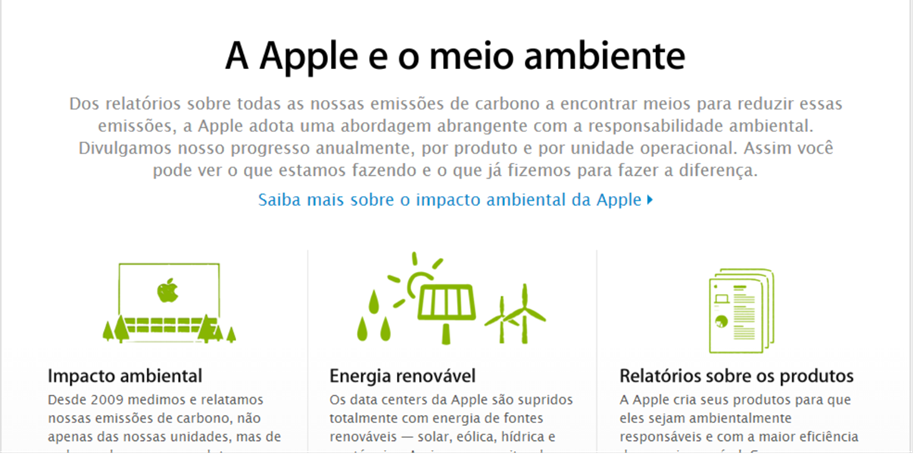 A Apple e o meio ambiente
Dos relatórios sobre todas as nossas emissões de carbono a encontrar meios para reduzir essas
emissões, a Apple adota uma abordagem abrangente com a responsabilidade ambiental.
Divulgamos nosso progresso anualmente, por produto e por unidade operacional. Assim você
pode ver o que estamos fazendo e o que já fizemos para fazer a diferença.
Saiba mais sobre o impacto ambiental da Apple
Impacto ambiental
Desde 2009 medimos e relatamos
nossas emissões de carbono, não
apenas das nossas unidades, mas de
Energia renovável
Os data centers da Apple são supridos
totalmente com energia de fontes
renováveis — solar, eólica, hídrica e
Relatórios sobre os produtos
A Apple cria seus produtos para que
eles sejam ambientalmente
responsáveis e com a maior eficiência